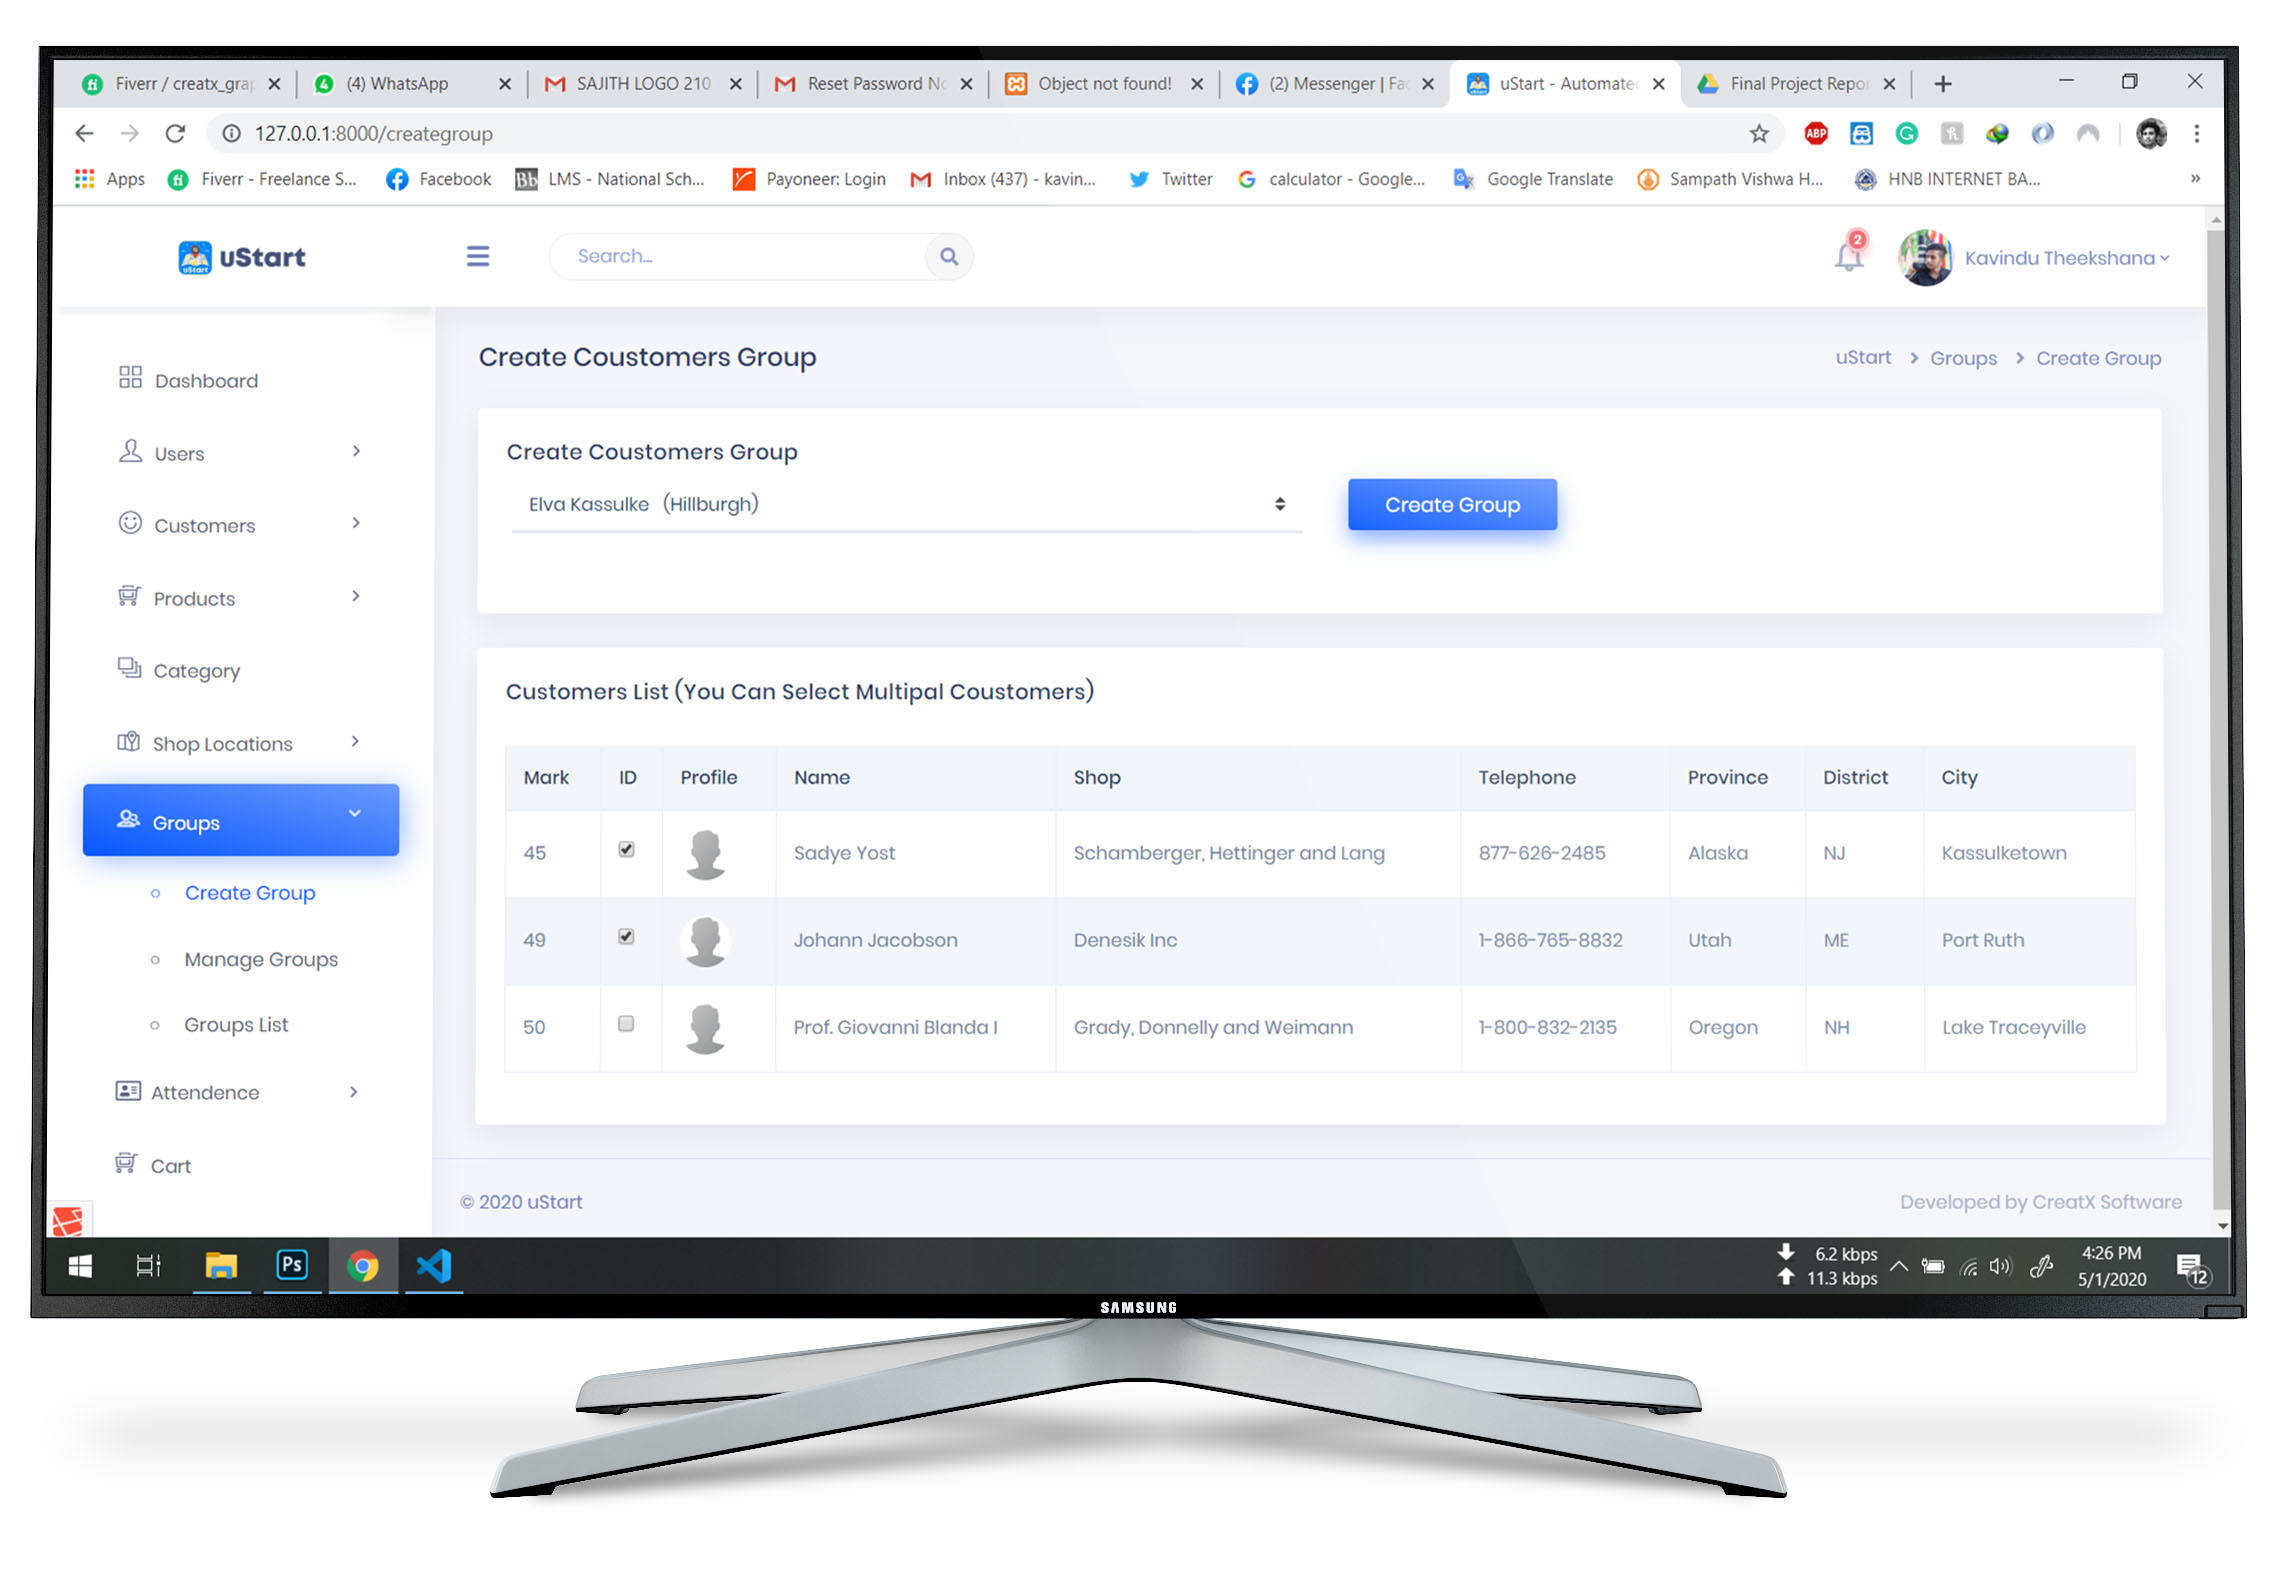 Fiverr / creatx_grap
(4) WhatsApp
SAJITH LOGO 210
Reset Password No
Object not found!
(2) Messenger | Fac
uStart - Automated
Final Project Repor
127.0.0.1:8000/creategroup
ABP
Apps
Fiverr - Freelance S...
Facebook
Bb
LMS - National Sch...
Payoneer: Login
Inbox (437) - kavin...
Twitter
calculator - Google...
Google Translate
Sampath Vishwa H...
HNB INTERNET BA...
»
uStart
uStart
Search...
2
Kavindu Theekshana
Dashboard
Users
Customers
Products
Category
Shop Locations
Groups
Create Group
Manage Groups
Groups List
Attendence
Cart
Create Coustomers Group
uStart > Groups > Create Group
Create Coustomers Group
Elva Kassulke (Hillburgh)
Create Group
Customers List (You Can Select Multipal Coustomers)
Mark ID Profile Name Shop Telephone Province District City
45 Sadye Yost Schamberger, Hettinger and Lang 877-626-2485 Alaska NJ Kassulketown
49 Johann Jacobson Denesik Inc 1-866-765-8832 Utah ME Port Ruth
50 Prof. Giovanni Blanda I Grady, Donnelly and Weimann 1-800-832-2135 Oregon NH Lake Traceyville
© 2020 uStart
Developed by CreatX Software
Ps
6.2 kbps
11.3 kbps
4:26 PM
5/1/2020
12
SAMSUNG